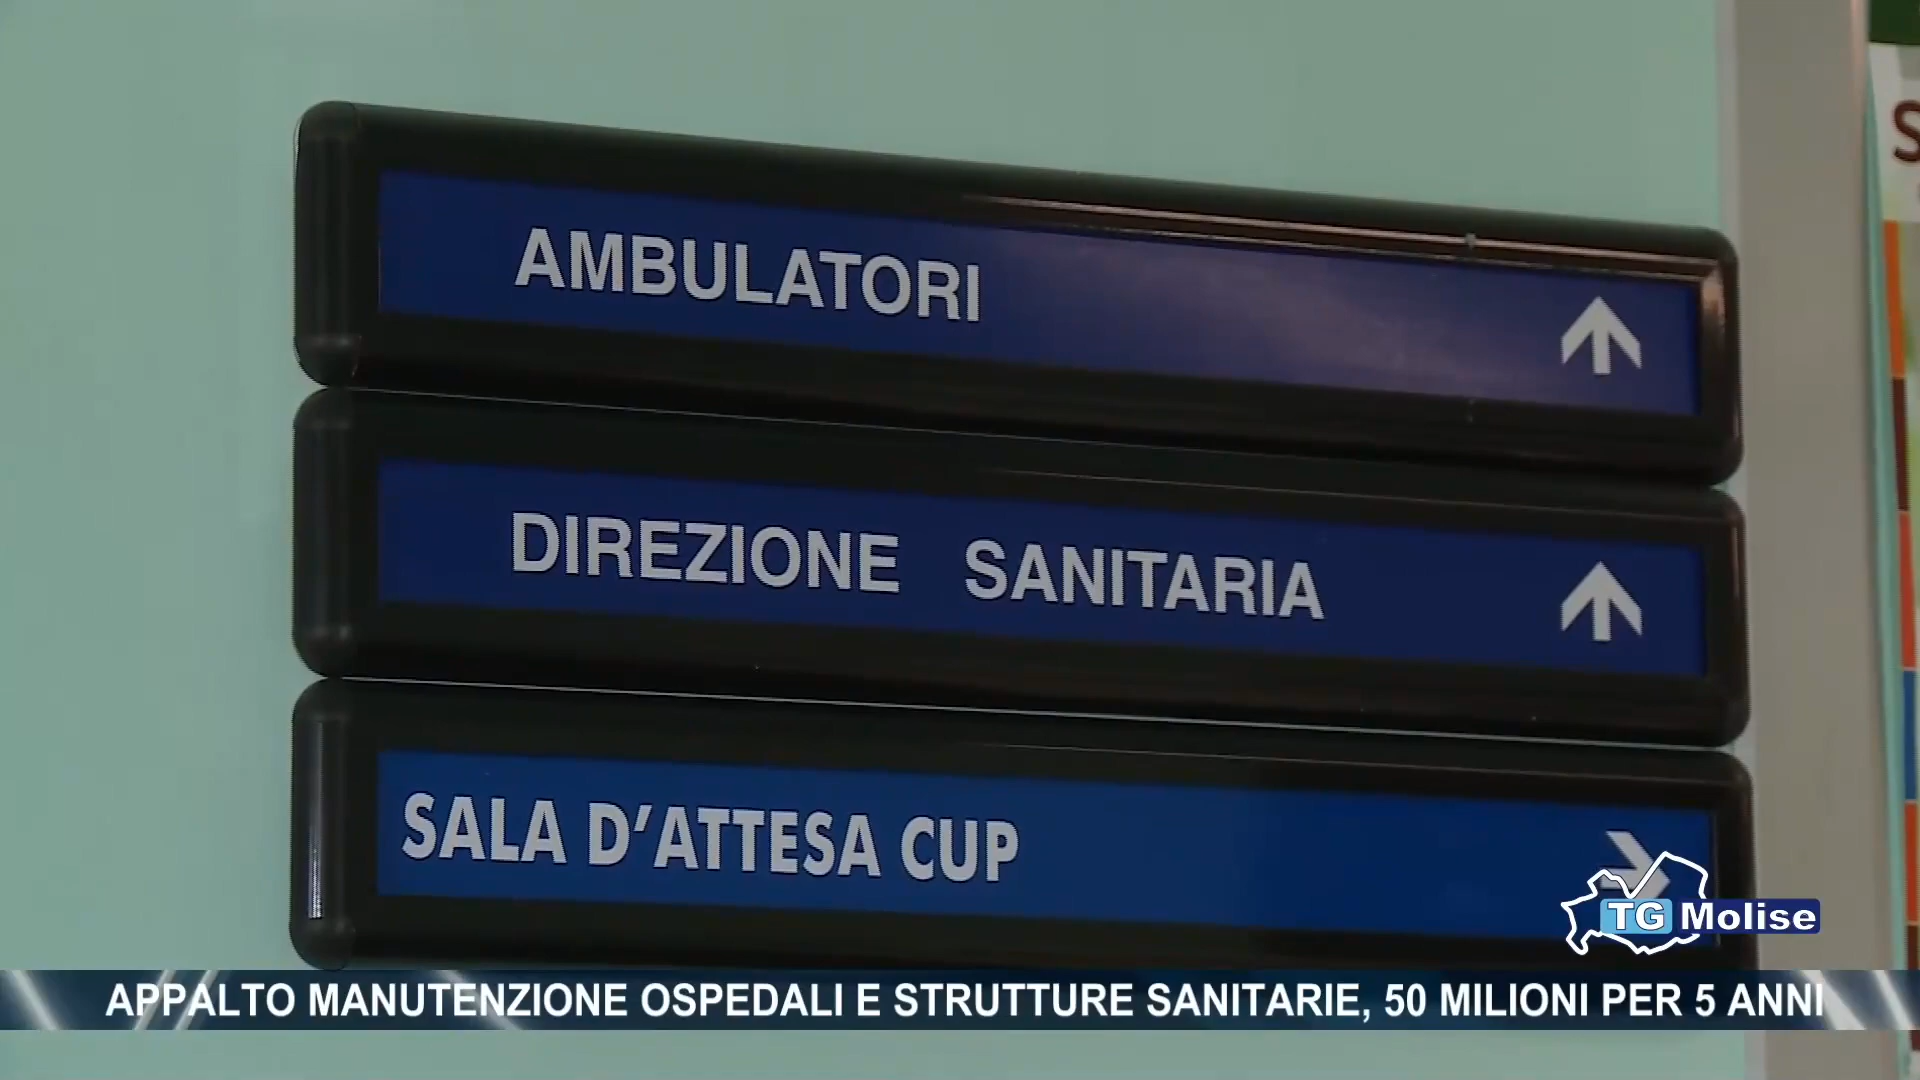 AMBULATORI
DIREZIONE SANITARIA
SALA D'ATTESA CUP
TG Molise
APPALTO MANUTENZIONE OSPEDALI E STRUTTURE SANITARIE, 50 MILIONI PER 5 ANNI